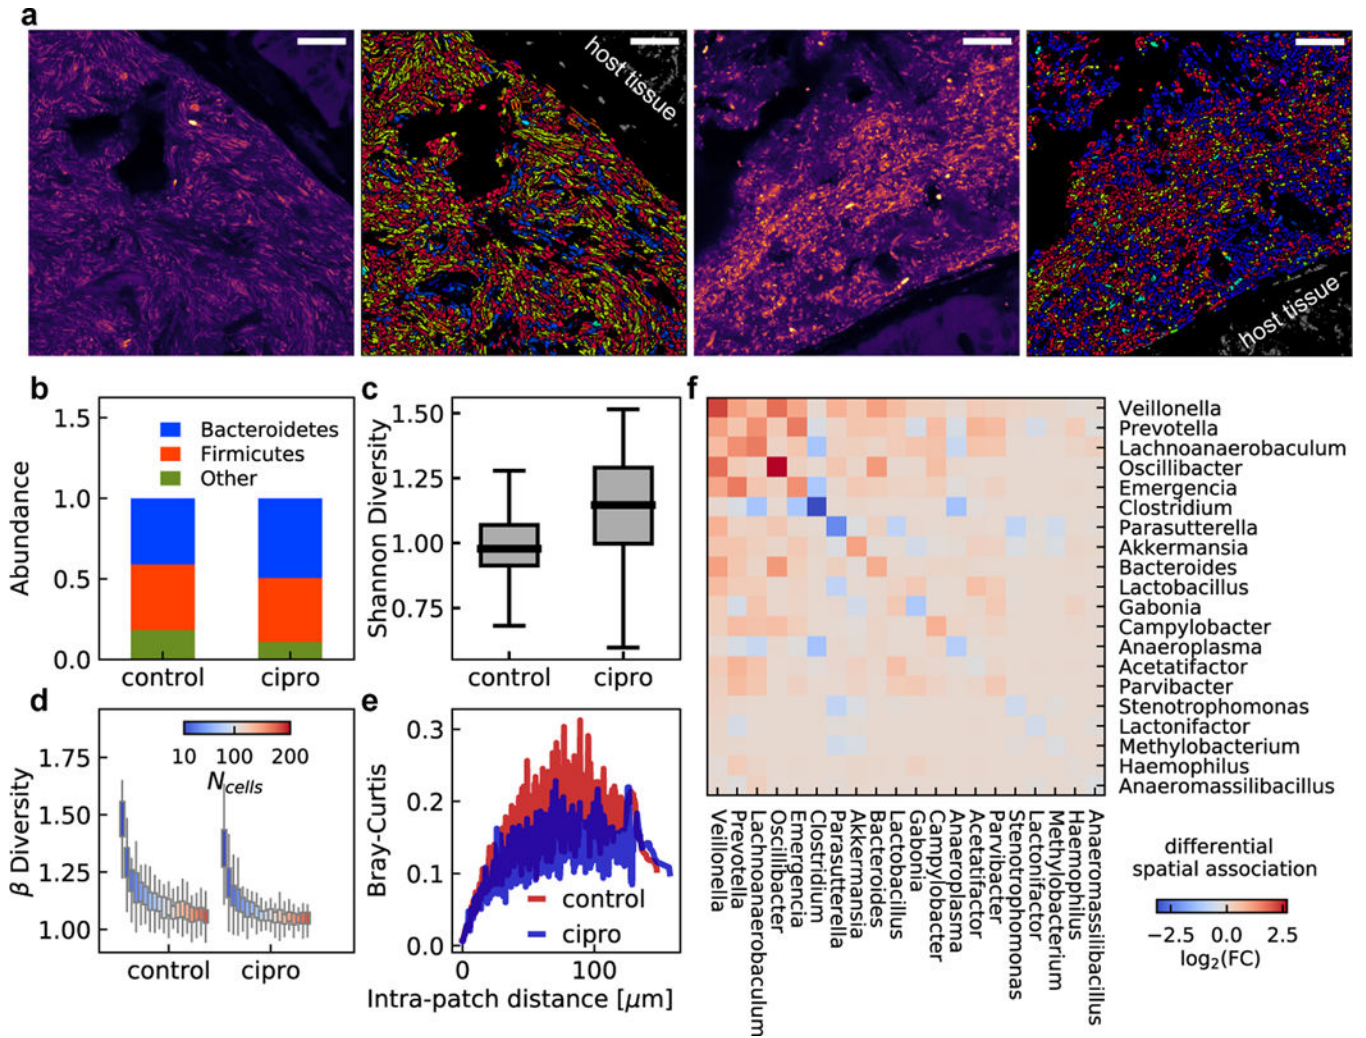 a
host tissue
host tissue
b
1.5
1.0
0.5
0.0
Abundance
Bacteroidetes
Firmicutes
Other
control
cipro
c
1.50
1.25
1.00
0.75
Shannon Diversity
control
cipro
d
1.75
1.50
1.25
1.00
β Diversity
10
100
200
N_cells
control
cipro
e
0.3
0.2
0.1
0.0
Bray-Curtis
control
cipro
0
100
Intra-patch distance [μm]
f
Veillonella
Prevotella
Lachnoanaerobaculum
Oscillibacter
Emergencia
Clostridium
Parasutterella
Akkermansia
Bacteroides
Lactobacillus
Gabonia
Campylobacter
Anaeroplasma
Acetatifactor
Parvibacter
Stenotrophomonas
Lactonifactor
Methylobacterium
Haemophilus
Anaeromassilibacillus
Veillonella
Prevotella
Lachnoanaerobaculum
Oscillibacter
Emergencia
Clostridium
Parasutterella
Akkermansia
Bacteroides
Lactobacillus
Gabonia
Campylobacter
Anaeroplasma
Acetatifactor
Parvibacter
Stenotrophomonas
Lactonifactor
Methylobacterium
Haemophilus
Anaeromassilibacillus
differential
spatial association
−2.5 0.0 2.5
log₂(FC)